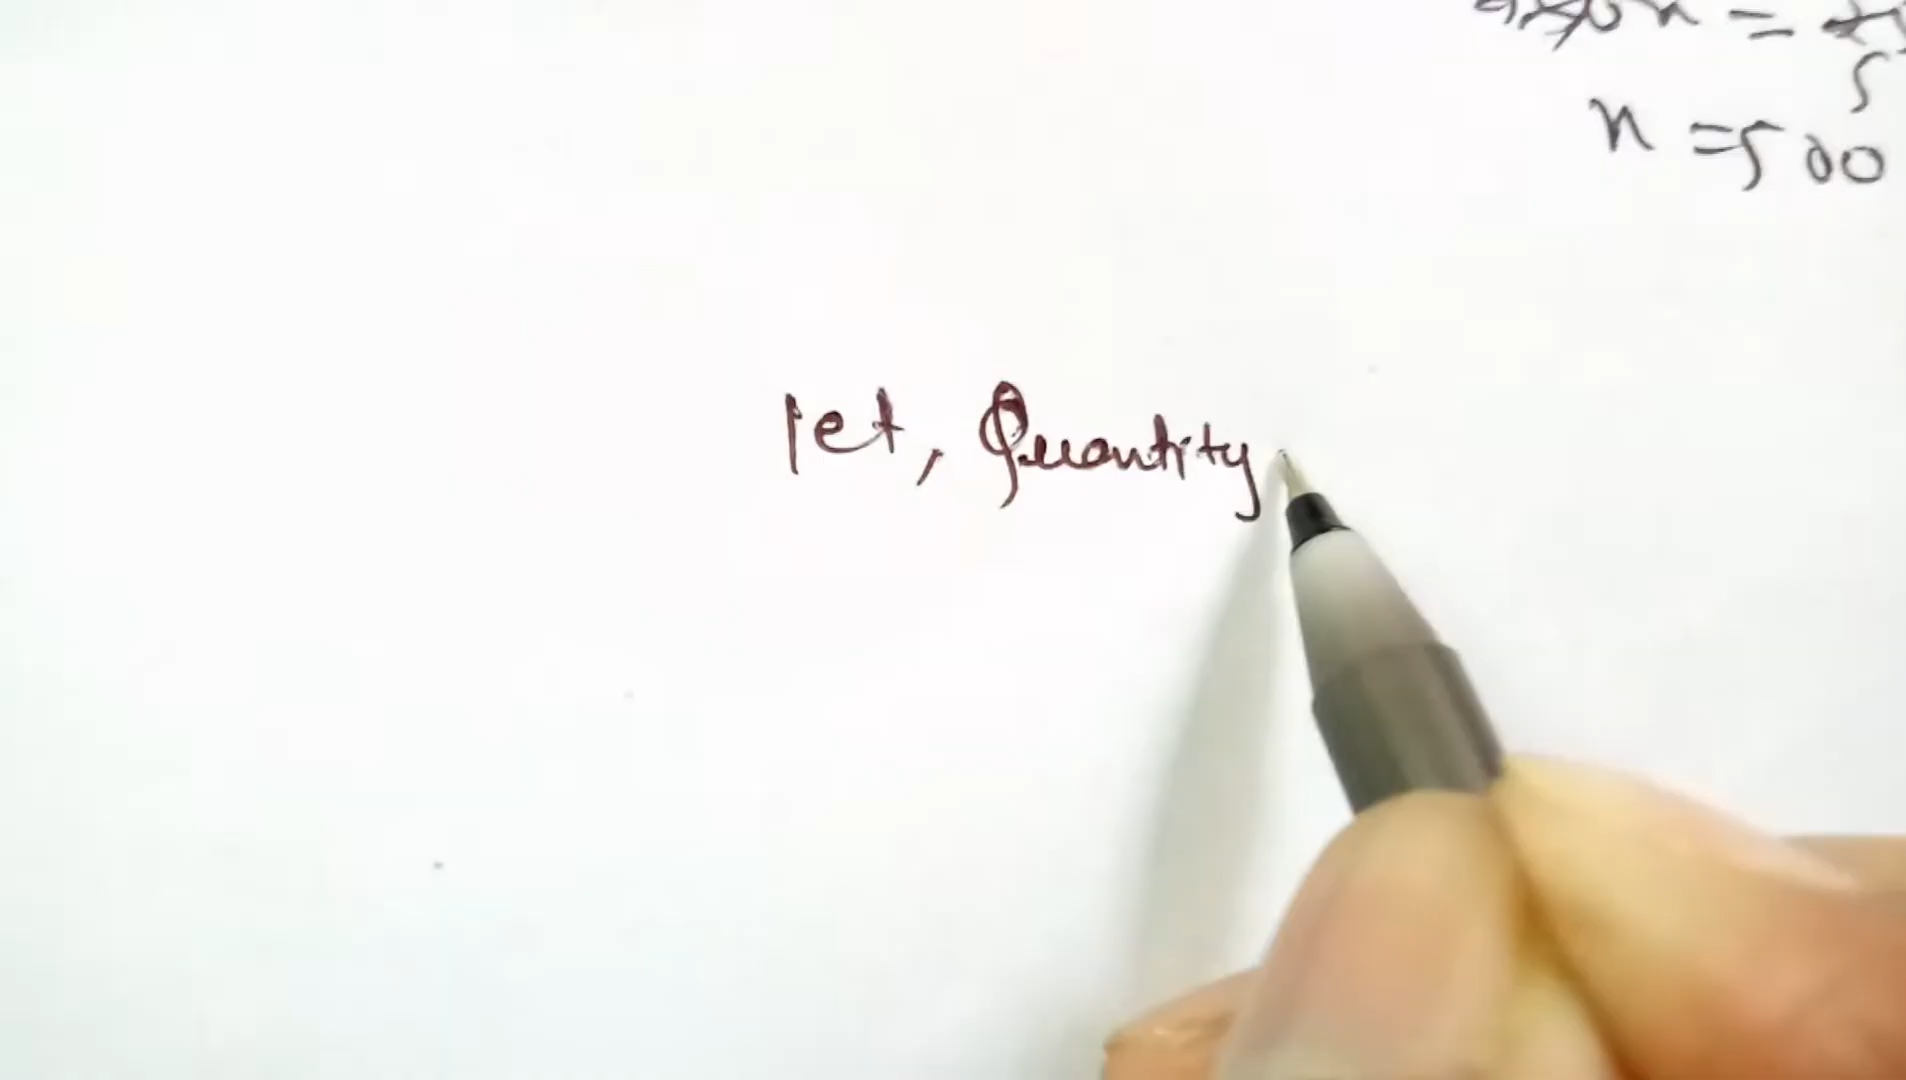 n = 500
let, Quantity